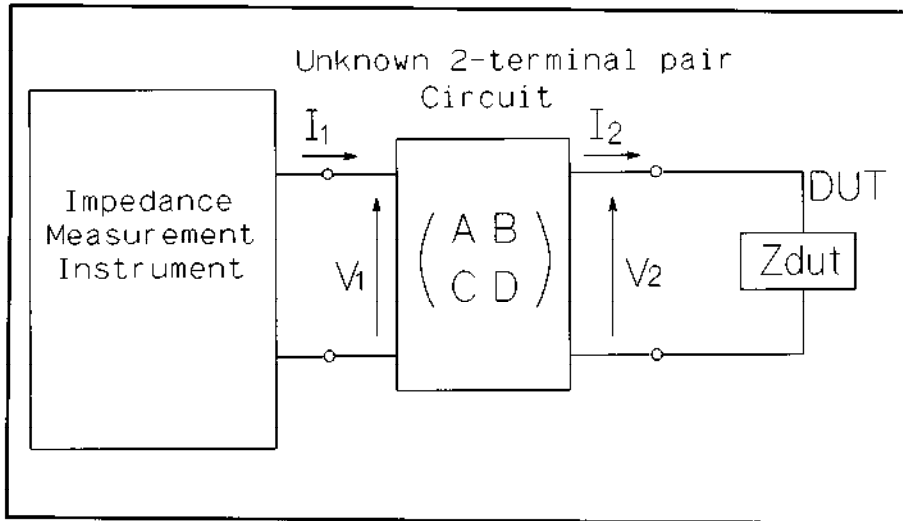 Unknown 2-terminal pair
Circuit
I1
I2
Impedance
Measurement
Instrument
V1
A B
C D
V2
DUT
Zdut